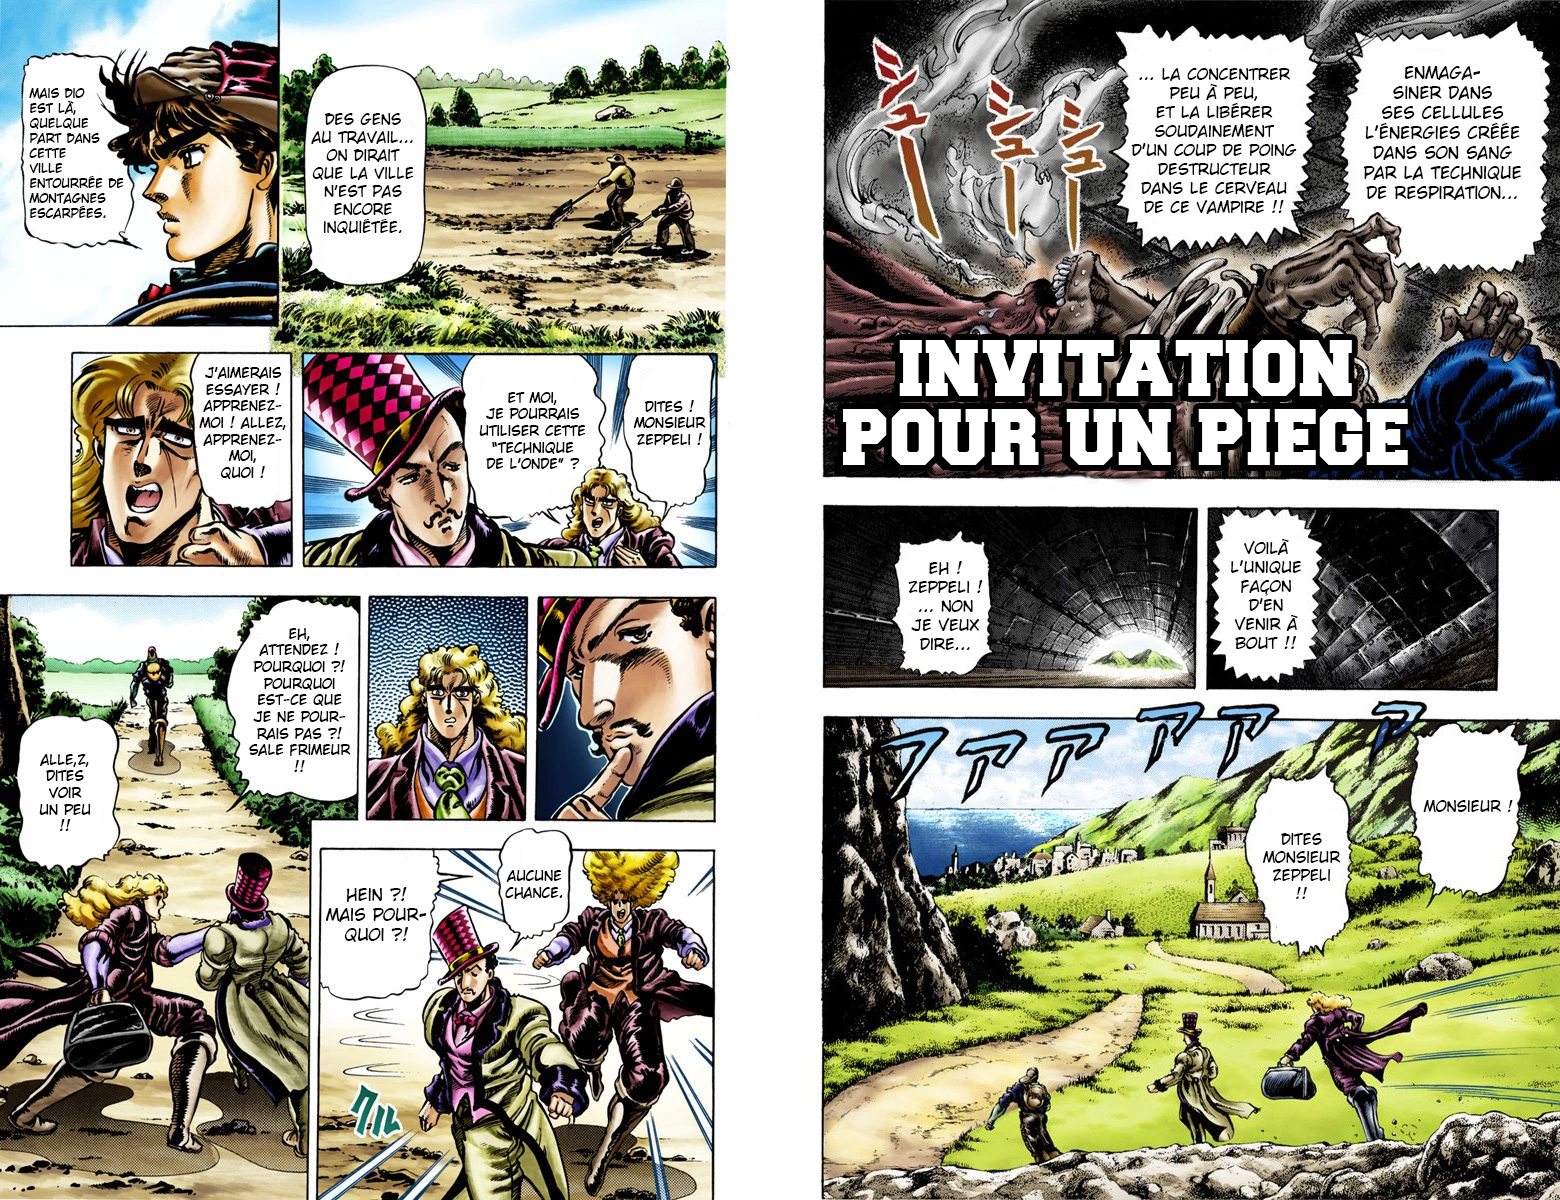 ENMAGA-
SINER DANS
SES CELLULES
L'ÉNERGIES CRÉÉE
DANS SON SANG
PAR LA TECHNIQUE
DE RESPIRATION...
... LA CONCENTRER
PEU À PEU,
ET LA LIBÉRER
SOUDAINEMENT
D'UN COUP DE POING
DESTRUCTEUR
DANS LE CERVEAU
DE CE VAMPIRE !!
シュー
シュー
シュー
INVITATION
POUR UN PIEGE
VOILÀ
L'UNIQUE
FAÇON
D'EN
VENIR À
BOUT !!
EH !
ZEPPELI !
... NON
JE VEUX
DIRE...
ファアアアア
MONSIEUR !
DITES
MONSIEUR
ZEPPELI
!!
DES GENS
AU TRAVAIL...
ON DIRAIT
QUE LA VILLE
N'EST PAS
ENCORE
INQUIÉTÉE.
MAIS DIO
EST LÀ,
QUELQUE
PART DANS
CETTE
VILLE
ENTOURRÉE DE
MONTAGNES
ESCARPÉES.
DITES !
MONSIEUR
ZEPPELI !
ET MOI,
JE POURRAIS
UTILISER CETTE
"TECHNIQUE
DE L'ONDE" ?
J'AIMERAIS
ESSAYER !
APPRENEZ-
MOI ! ALLEZ,
APPRENEZ-
MOI,
QUOI !
AUCUNE
CHANCE.
HEIN ?!
MAIS POUR-
QUOI ?!
クル
EH,
ATTENDEZ !
POURQUOI ?!
POURQUOI
EST-CE QUE
JE NE POUR-
RAIS PAS ?!
SALE FRIMEUR
!!
ALLE,Z,
DITES
VOIR
UN PEU
!!